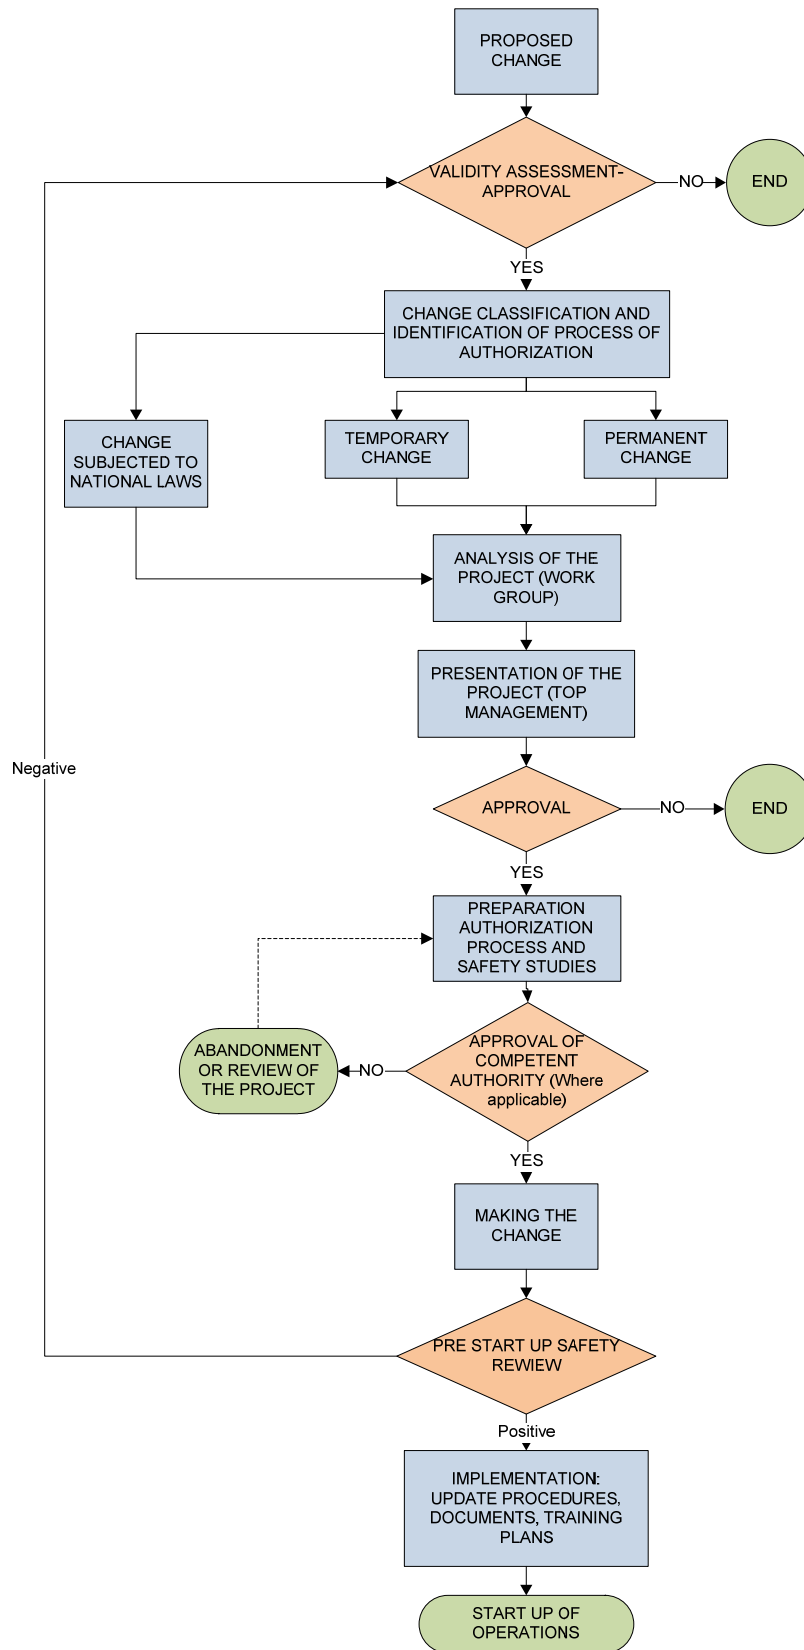 PROPOSED
CHANGE
VALIDITY ASSESSMENT-
APPROVAL
NO
END
YES
CHANGE CLASSIFICATION AND
IDENTIFICATION OF PROCESS OF
AUTHORIZATION
CHANGE
SUBJECTED TO
NATIONAL LAWS
TEMPORARY
CHANGE
PERMANENT
CHANGE
ANALYSIS OF THE
PROJECT (WORK
GROUP)
PRESENTATION OF THE
PROJECT (TOP
MANAGEMENT)
Negative
APPROVAL
NO
END
YES
PREPARATION
AUTHORIZATION
PROCESS AND
SAFETY STUDIES
APPROVAL OF
COMPETENT
AUTHORITY (Where
applicable)
NO
ABANDONMENT
OR REVIEW OF
THE PROJECT
YES
MAKING THE
CHANGE
PRE START UP SAFETY
REWIEW
Positive
IMPLEMENTATION:
UPDATE PROCEDURES,
DOCUMENTS, TRAINING
PLANS
START UP OF
OPERATIONS